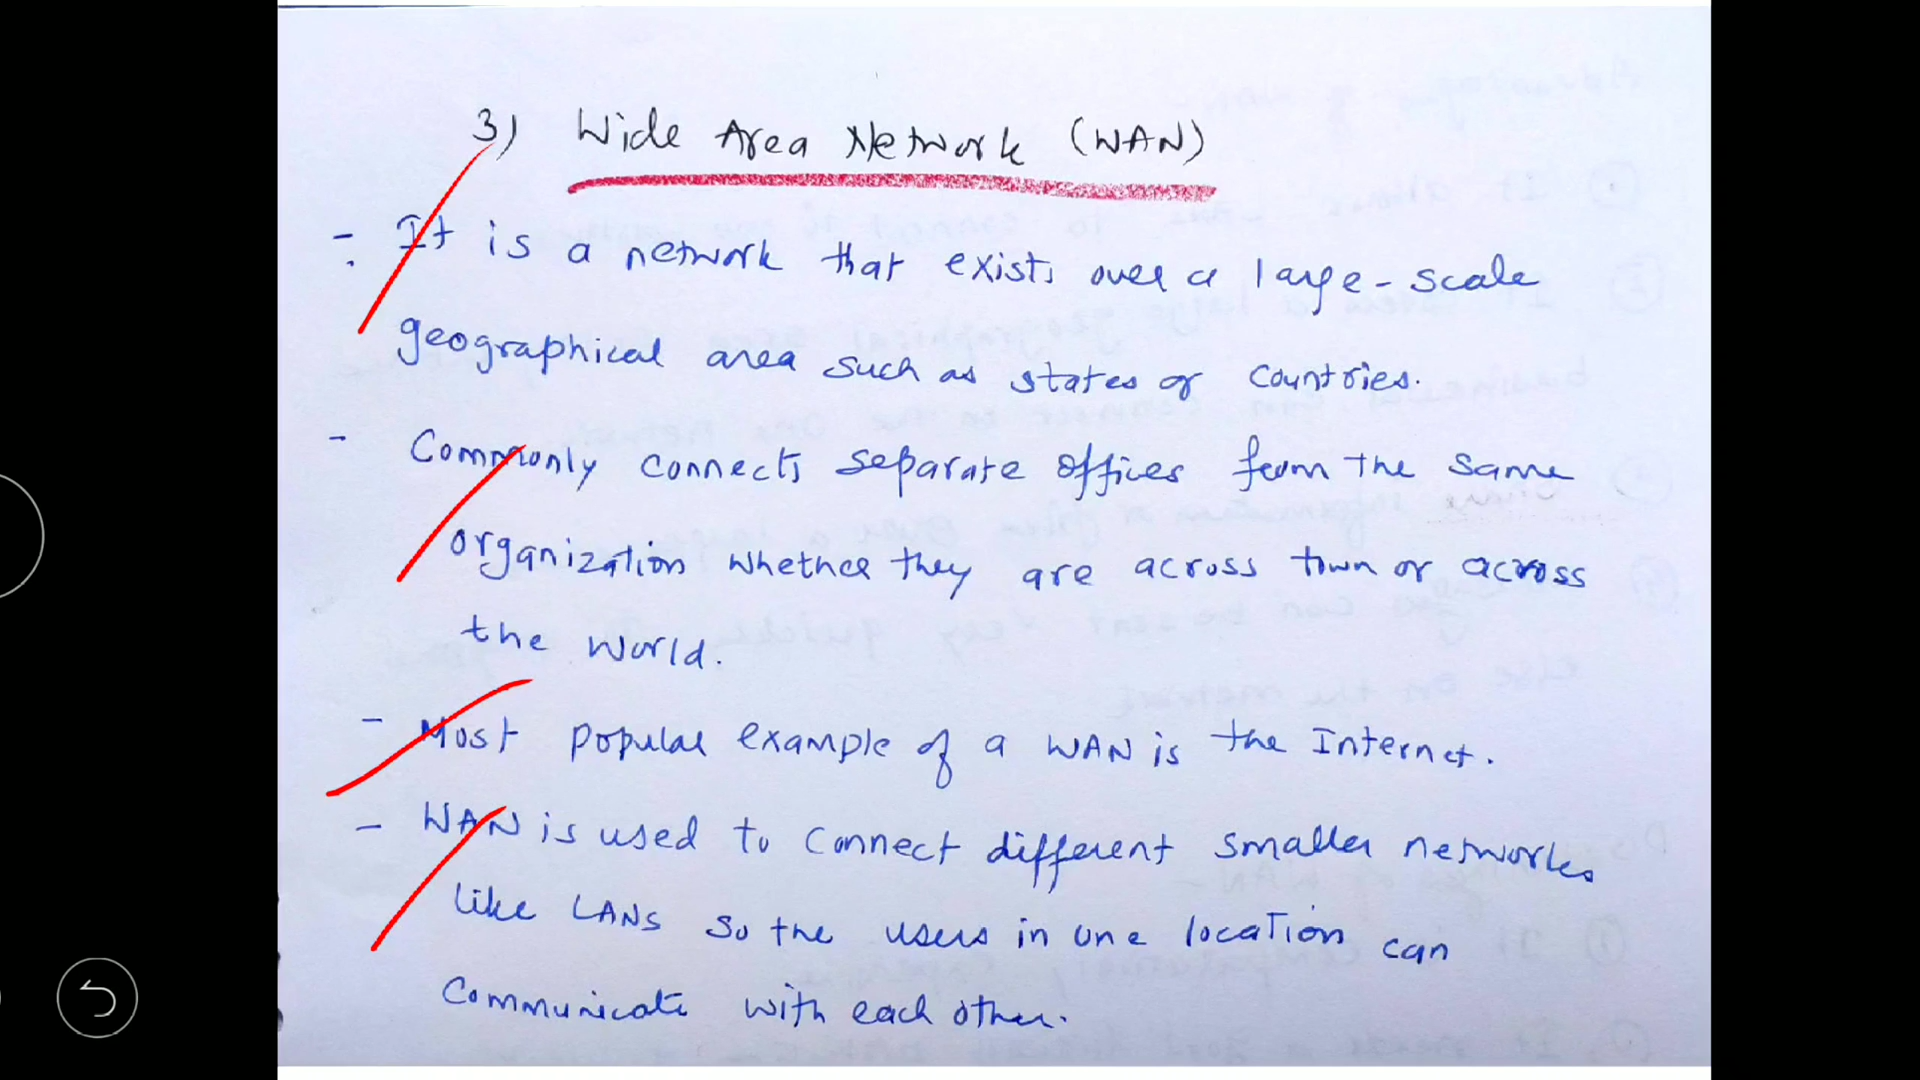 3) Wide Area Network (WAN)
- It is a network that exists over a large-scale
geographical area such as states or countries.
- Commonly connects separate offices from the same
organization whether they are across town or across
the world.
- Most popular example of a WAN is the Internet.
- WAN is used to connect different smaller networks
like LANs so the users in one location can
communicate with each other.